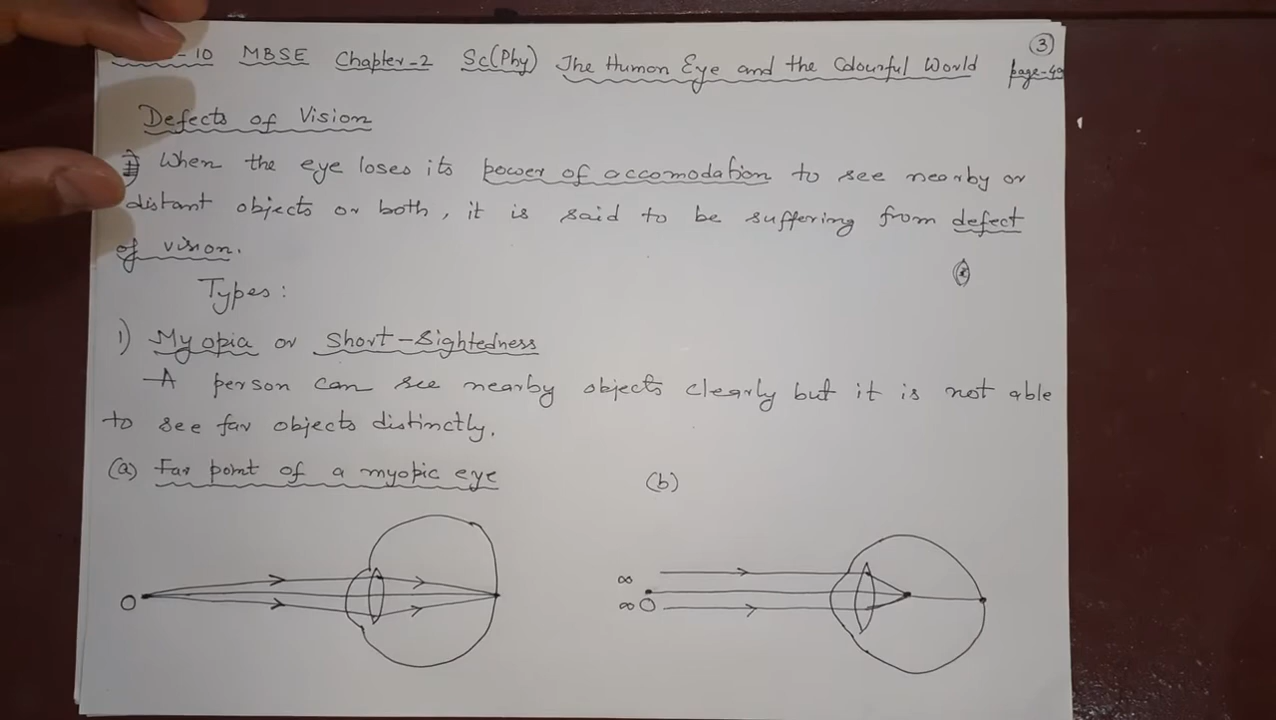 -10 MBSE Chapter-2 Sc(Phy) The Human Eye and the Colourful World page-49
3
Defects of Vision
When the eye loses its power of accomodation to see nearby or
distant objects or both, it is said to be suffering from defect
of vision.
Types:
1) Myopia or Short-Sightedness
A person can see nearby objects clearly but it is not able
to see far objects distinctly.
(a) Far point of a myopic eye (b)
O
∞
∞ O